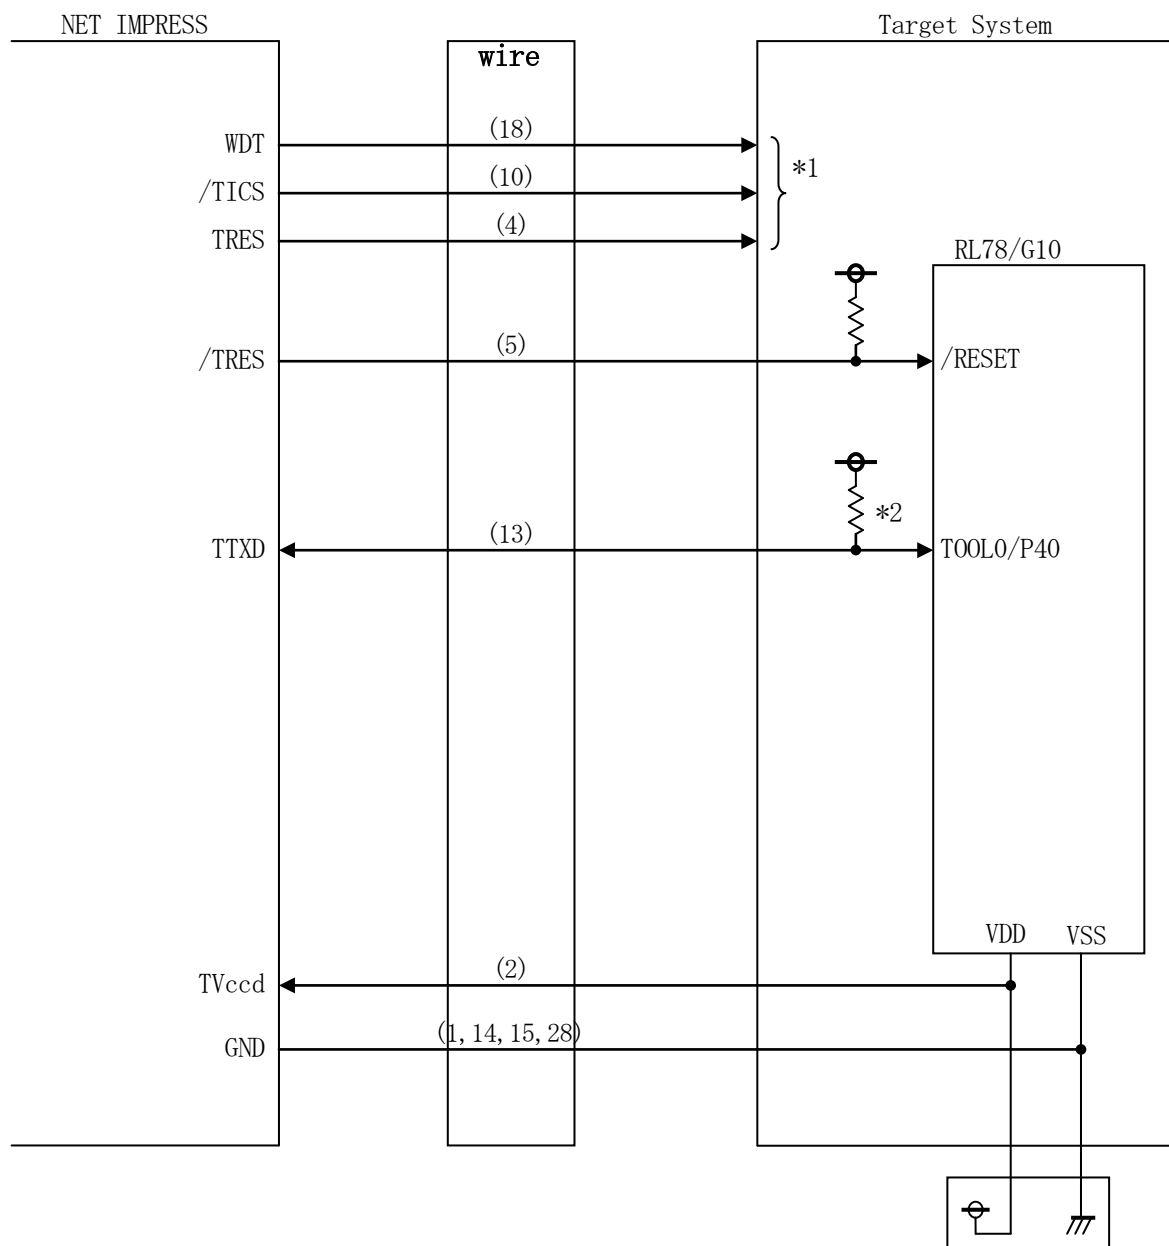 NET IMPRESS
Target System
wire
WDT
(18)
*1
/TICS
(10)
TRES
(4)
RL78/G10
/TRES
(5)
/RESET
*2
TTXD
(13)
TOOL0/P40
VDD
VSS
TVccd
(2)
GND
(1,14,15,28)